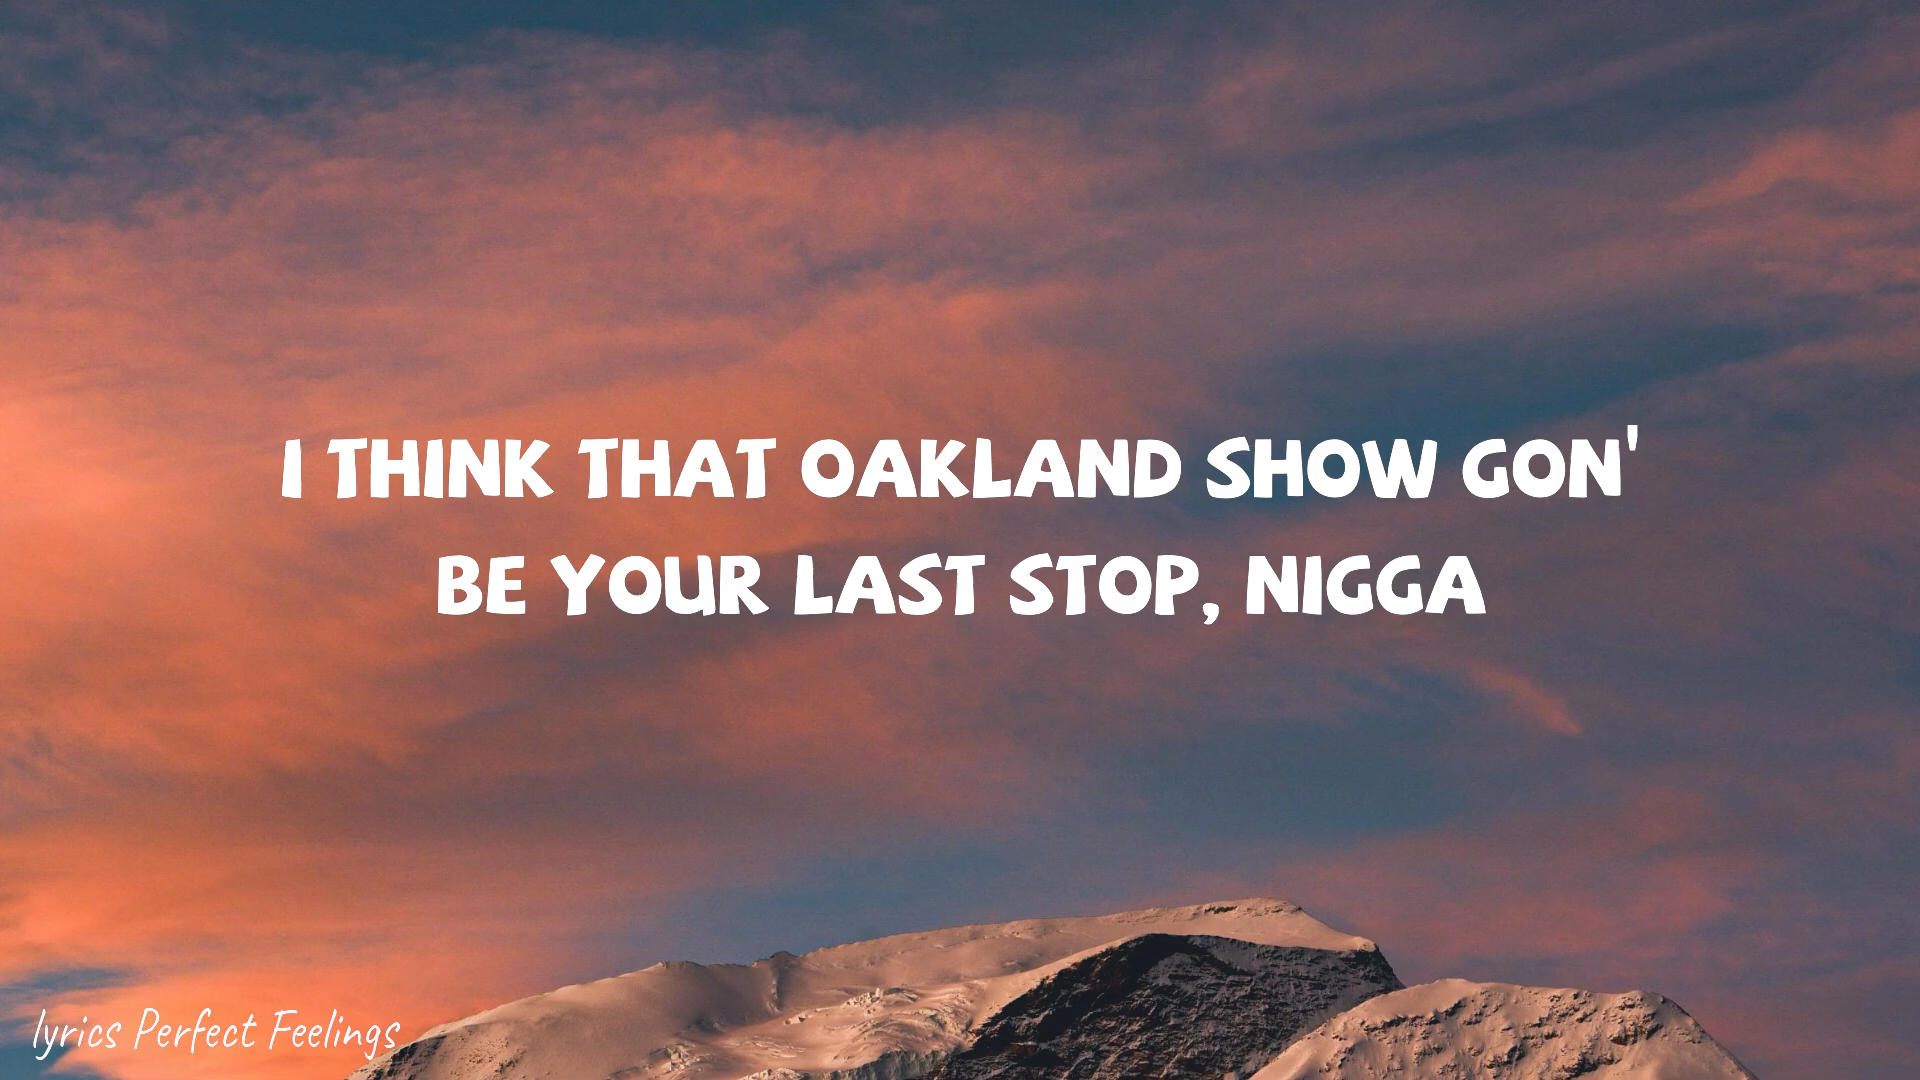 I THINK THAT OAKLAND SHOW GON'
BE YOUR LAST STOP, NIGGA
lyrics Perfect Feelings